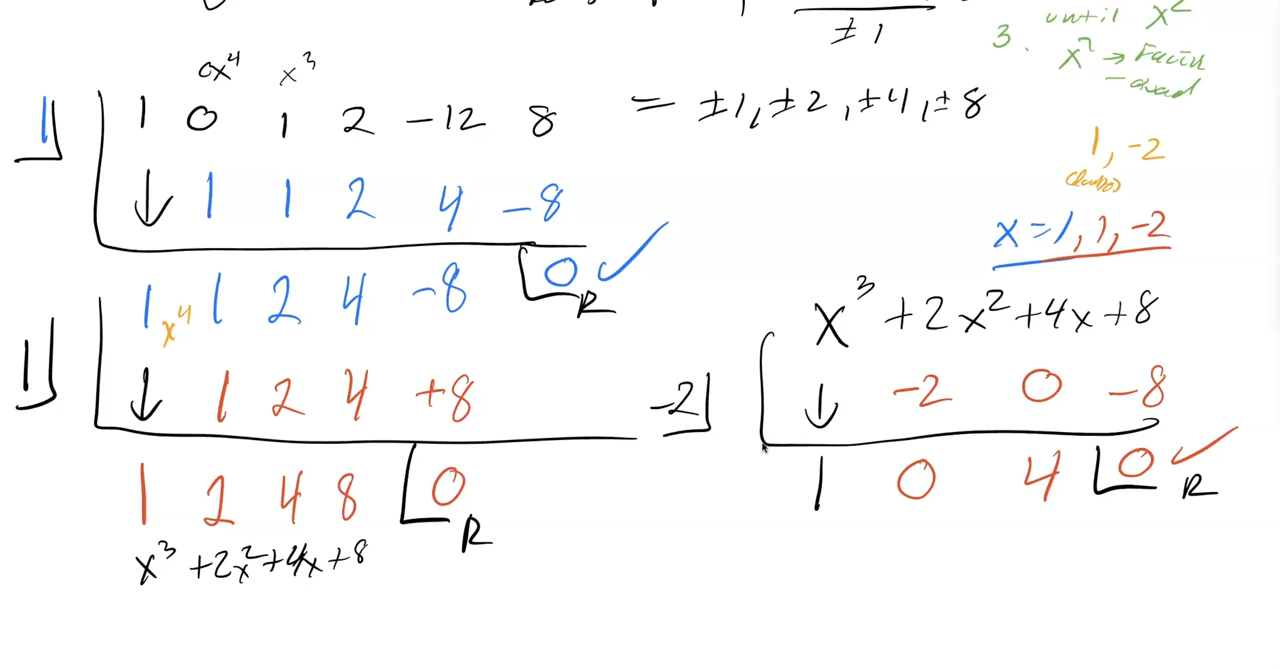 ± 1
3. until x²
x² → Factor
- quad
0x⁴ x³
1 1 0 1 2 -12 8 = ±1, ±2, ±4, ±8
1, -2
↓ 1 1 2 4 -8
x = 1, 1, -2
1 x⁴ 1 2 4 -8 0 R
x³ + 2x² + 4x + 8
1 ↓ 1 2 4 +8
-2 ↓ -2 0 -8
1 2 4 8 0 R
1 0 4 0 R
x³ + 2x² + 4x + 8